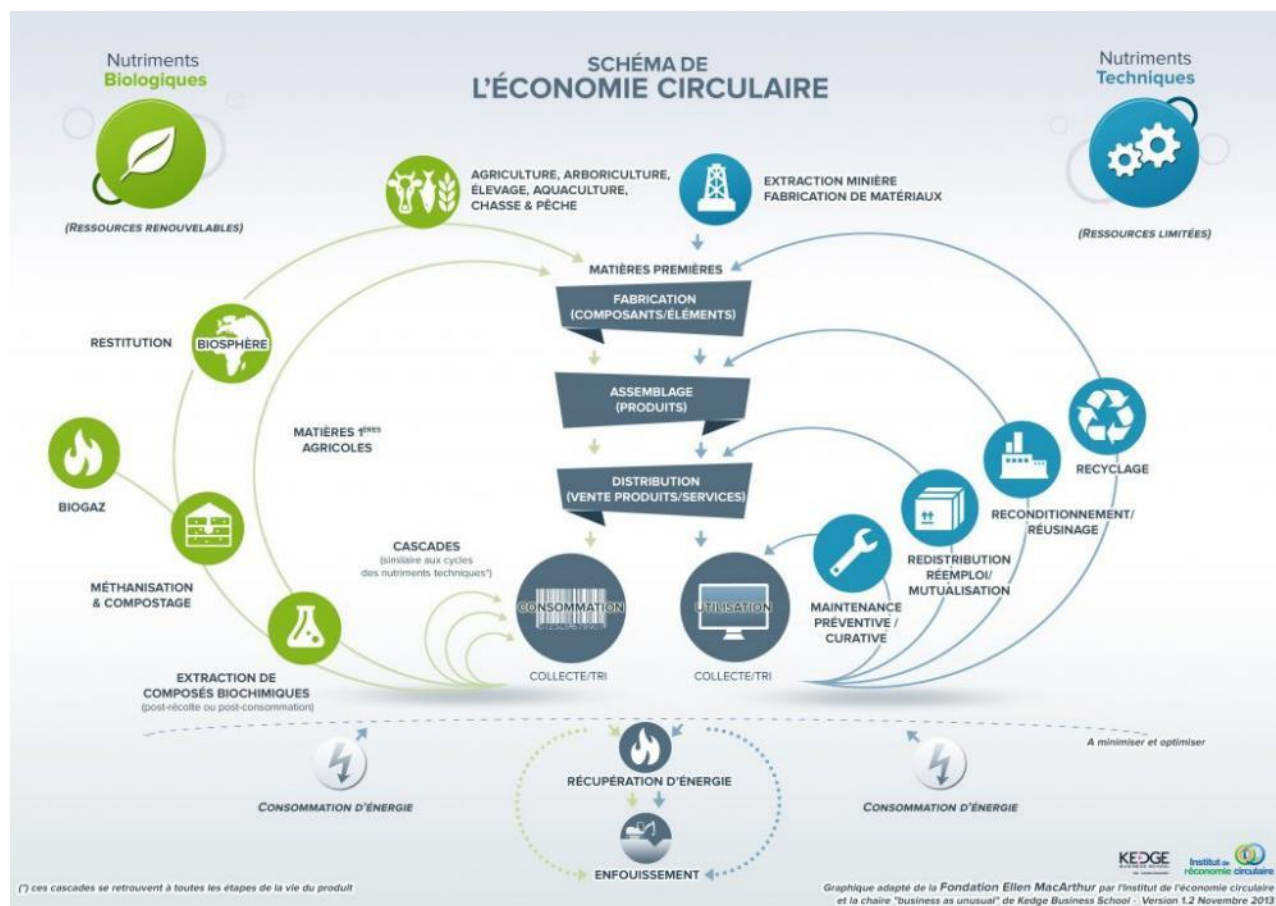 Nutriments
Biologiques
(RESSOURCES RENOUVELABLES)
SCHÉMA DE
L'ÉCONOMIE CIRCULAIRE
Nutriments
Techniques
(RESSOURCES LIMITÉES)
AGRICULTURE, ARBORICULTURE,
ÉLEVAGE, AQUACULTURE,
CHASSE & PÊCHE
EXTRACTION MINIÈRE
FABRICATION DE MATÉRIAUX
MATIÈRES PREMIÈRES
FABRICATION
(COMPOSANTS/ÉLÉMENTS)
ASSEMBLAGE
(PRODUITS)
DISTRIBUTION
(VENTE PRODUITS/SERVICES)
RESTITUTION
BIOSPHÈRE
MATIÈRES 1ÈRES
AGRICOLES
BIOGAZ
MÉTHANISATION
& COMPOSTAGE
EXTRACTION DE
COMPOSÉS BIOCHIMIQUES
(post-récolte ou post-consommation)
CASCADES
(similaire aux cycles
des nutriments techniques*)
CONSOMMATION
COLLECTE/TRI
UTILISATION
COLLECTE/TRI
MAINTENANCE
PRÉVENTIVE /
CURATIVE
REDISTRIBUTION
RÉEMPLOI/
MUTUALISATION
RECONDITIONNEMENT/
RÉUSINAGE
RECYCLAGE
A minimiser et optimiser
CONSOMMATION D'ÉNERGIE
RÉCUPÉRATION D'ÉNERGIE
CONSOMMATION D'ÉNERGIE
ENFOUISSEMENT
KEDGE
BUSINESS SCHOOL
Institut de
l'économie circulaire
(*) ces cascades se retrouvent à toutes les étapes de la vie du produit
Graphique adapté de la Fondation Ellen MacArthur par l'Institut de l'économie circulaire
et la chaire "business as unusual" de Kedge Business School - Version 1.2 Novembre 2013